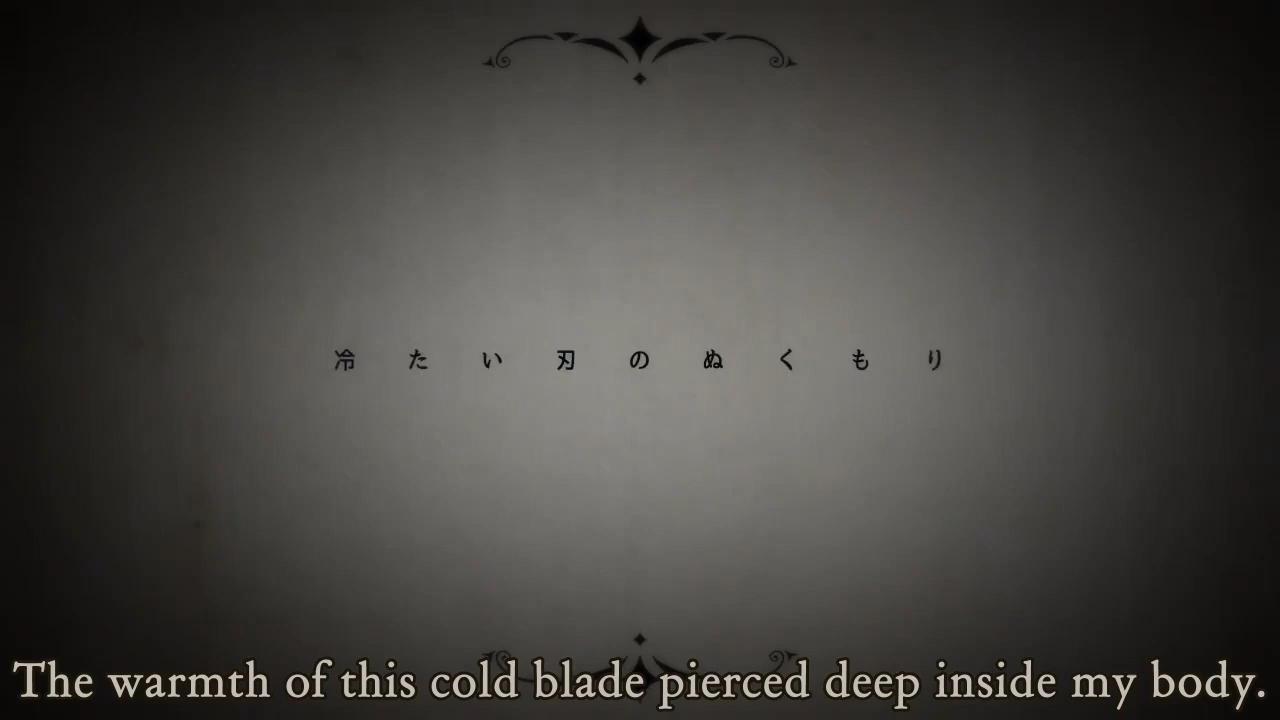 冷たい刃のぬくもり
The warmth of this cold blade pierced deep inside my body.